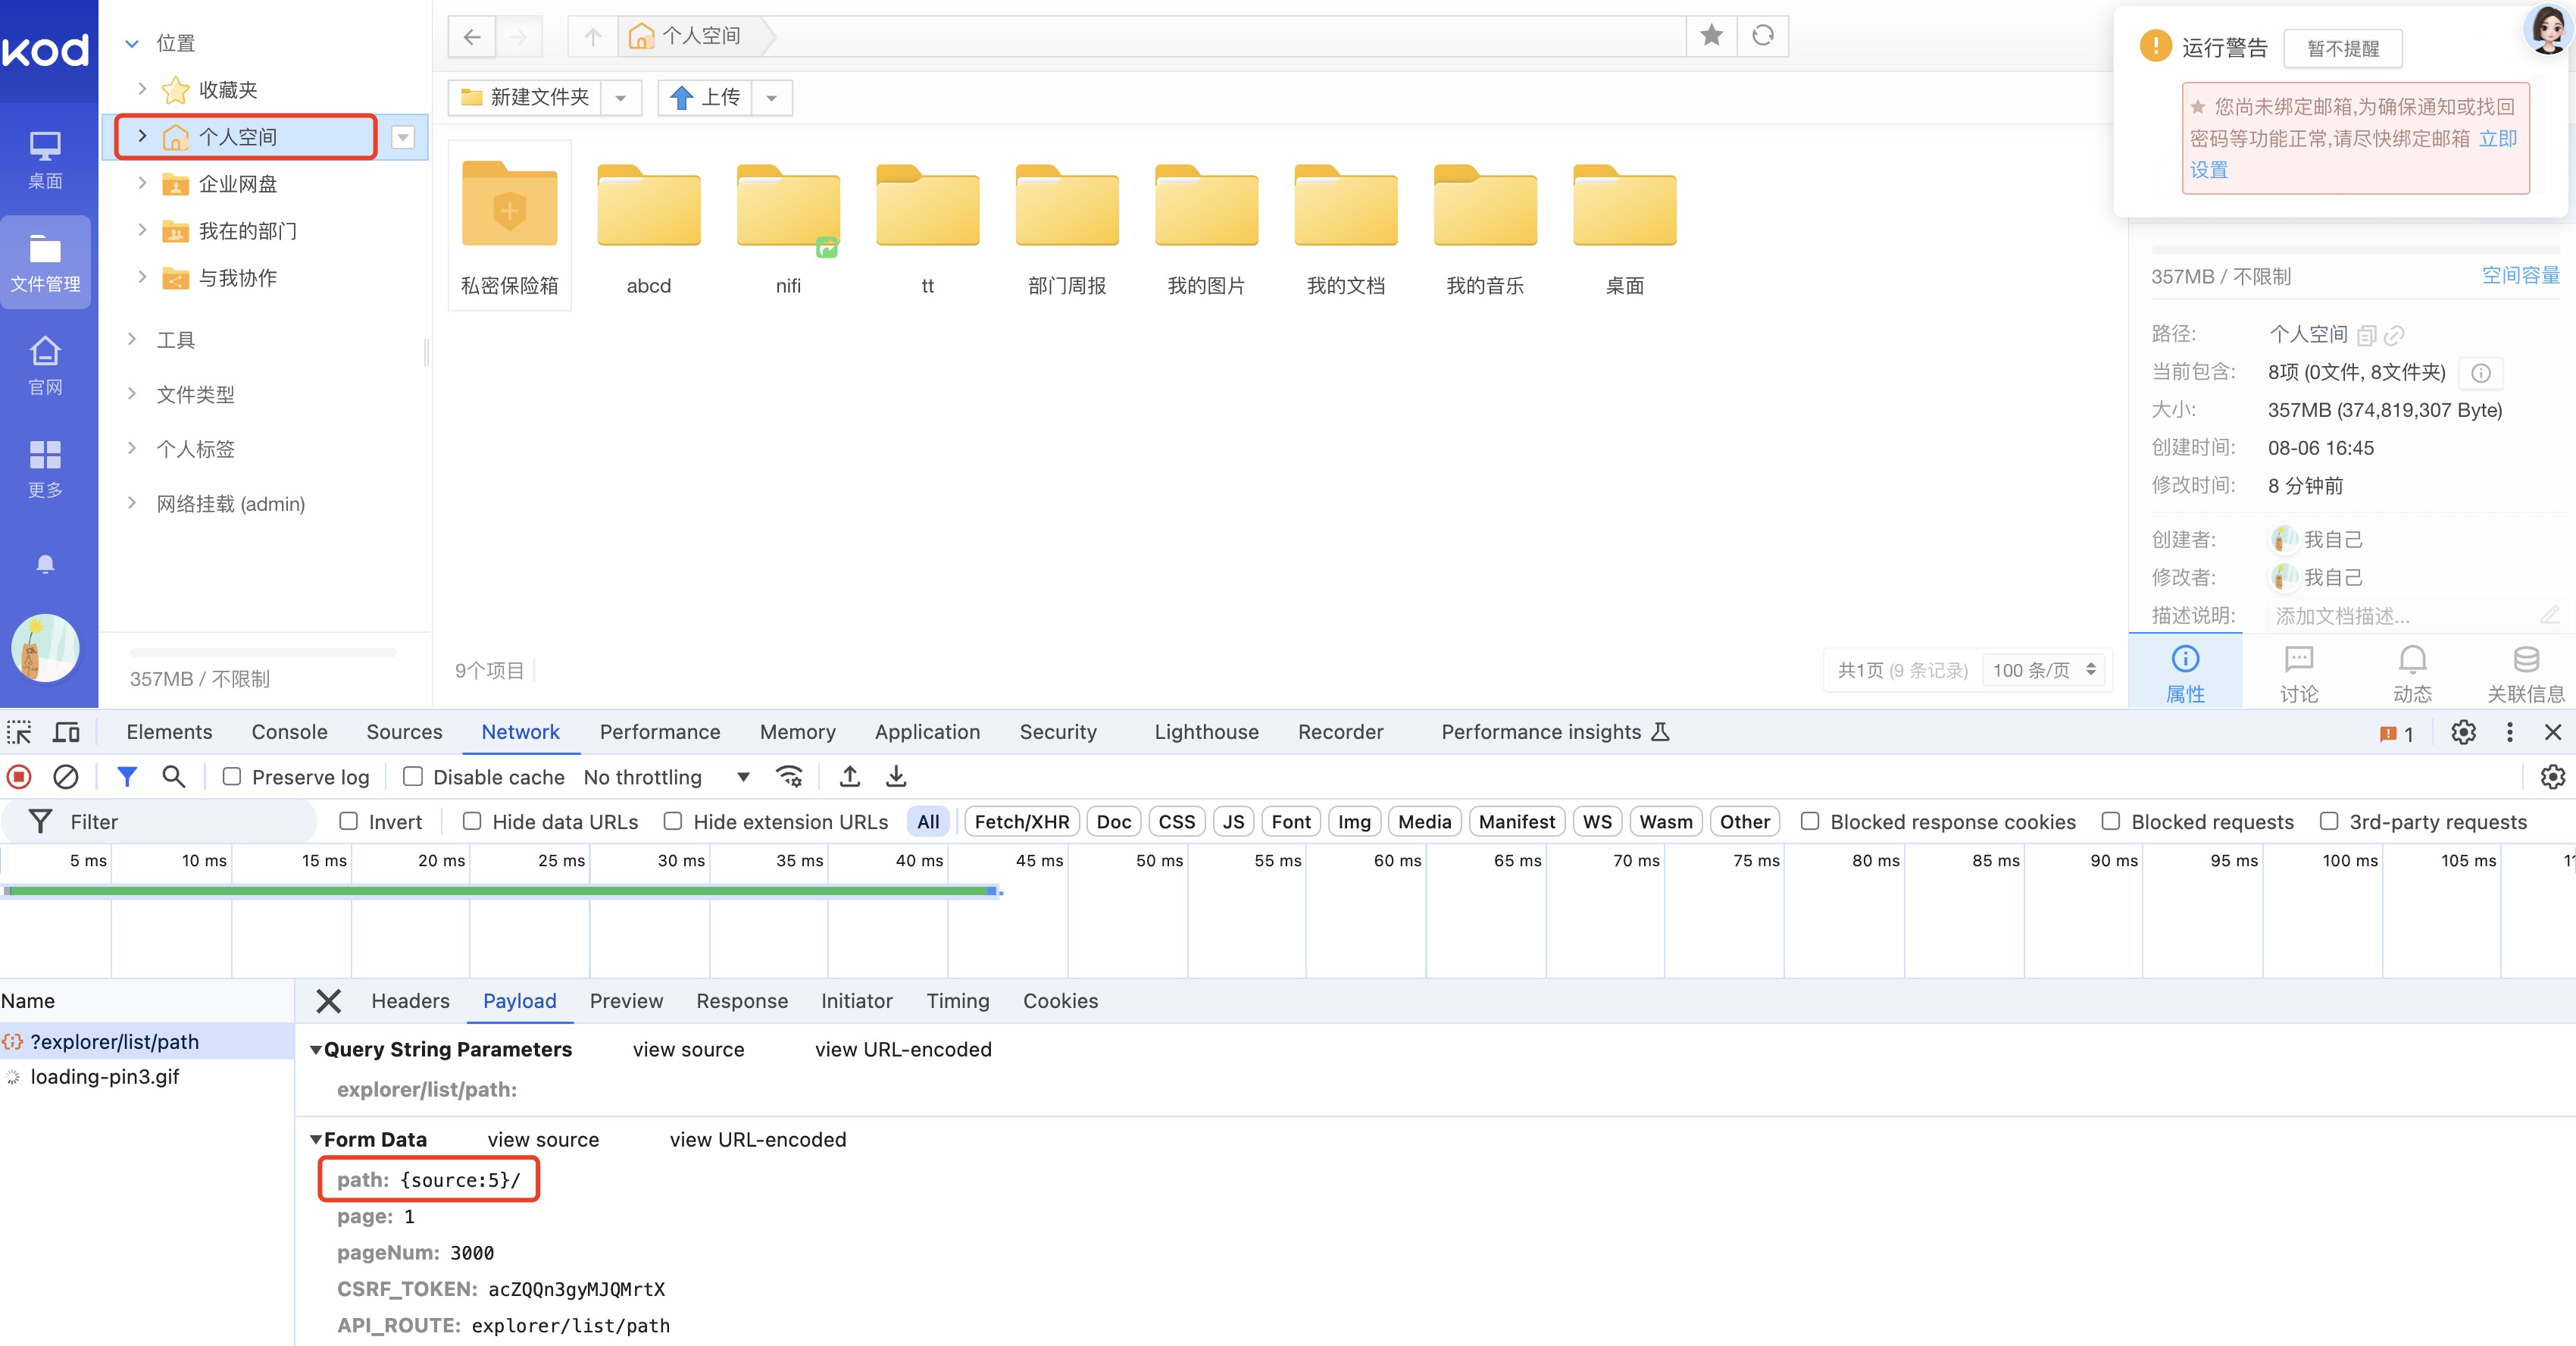 kod
桌面
文件管理
官网
更多
位置
收藏夹
个人空间
企业网盘
我在的部门
与我协作
工具
文件类型
个人标签
网络挂载 (admin)
357MB / 不限制
个人空间
新建文件夹
上传
私密保险箱
abcd
nifi
tt
部门周报
我的图片
我的文档
我的音乐
桌面
9个项目
共1页 (9 条记录)
100 条/页
运行警告
暂不提醒
您尚未绑定邮箱,为确保通知或找回
密码等功能正常,请尽快绑定邮箱 立即
设置
357MB / 不限制
空间容量
路径: 个人空间
当前包含: 8项 (0文件, 8文件夹)
大小: 357MB (374,819,307 Byte)
创建时间: 08-06 16:45
修改时间: 8 分钟前
创建者: 我自己
修改者: 我自己
描述说明: 添加文档描述...
属性
讨论
动态
关联信息
Elements Console Sources Network Performance Memory Application Security Lighthouse Recorder Performance insights 1
Preserve log Disable cache No throttling
Filter Invert Hide data URLs Hide extension URLs All Fetch/XHR Doc CSS JS Font Img Media Manifest WS Wasm Other Blocked response cookies Blocked requests 3rd-party requests
5 ms 10 ms 15 ms 20 ms 25 ms 30 ms 35 ms 40 ms 45 ms 50 ms 55 ms 60 ms 65 ms 70 ms 75 ms 80 ms 85 ms 90 ms 95 ms 100 ms 105 ms
Name
?explorer/list/path
loading-pin3.gif
Headers Payload Preview Response Initiator Timing Cookies
Query String Parameters view source view URL-encoded
explorer/list/path:
Form Data view source view URL-encoded
path: {source:5}/
page: 1
pageNum: 3000
CSRF_TOKEN: acZQQn3gyMJQMrtX
API_ROUTE: explorer/list/path